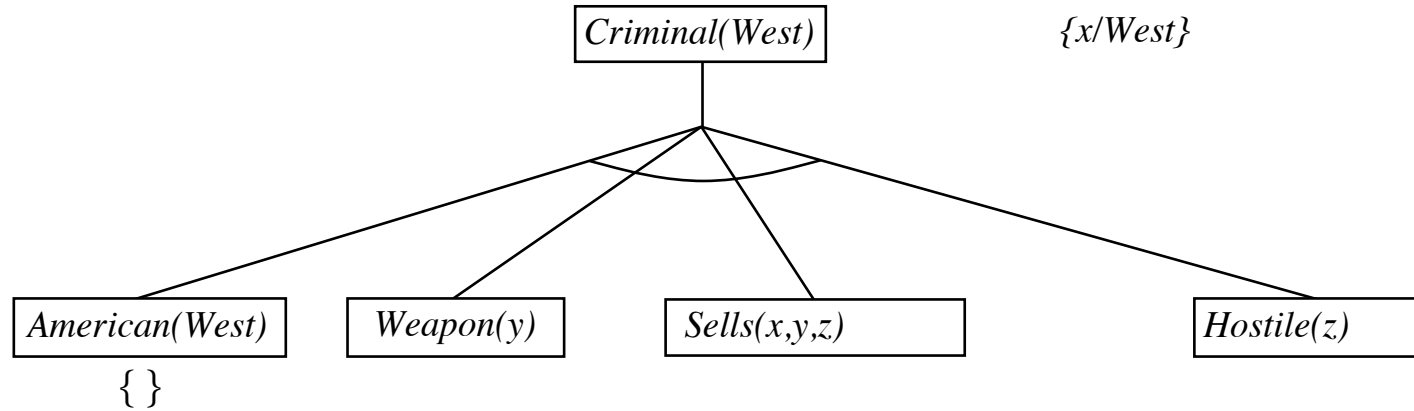 Criminal(West)
{x/West}
American(West)
Weapon(y)
Sells(x,y,z)
Hostile(z)
{ }